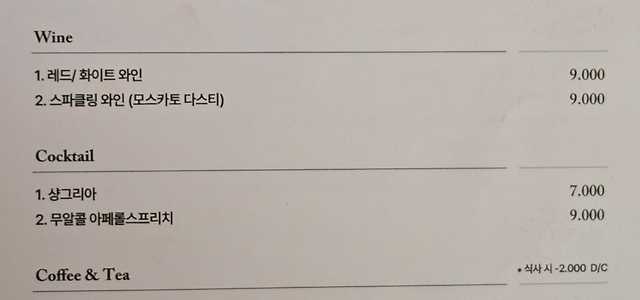 Wine
1. 레드/ 화이트 와인 9.000
2. 스파클링 와인 (모스카토 다스티) 9.000
Cocktail
1. 샹그리아 7.000
2. 무알콜 아페롤스프리치 9.000
Coffee & Tea • 식사 시 -2.000 D/C